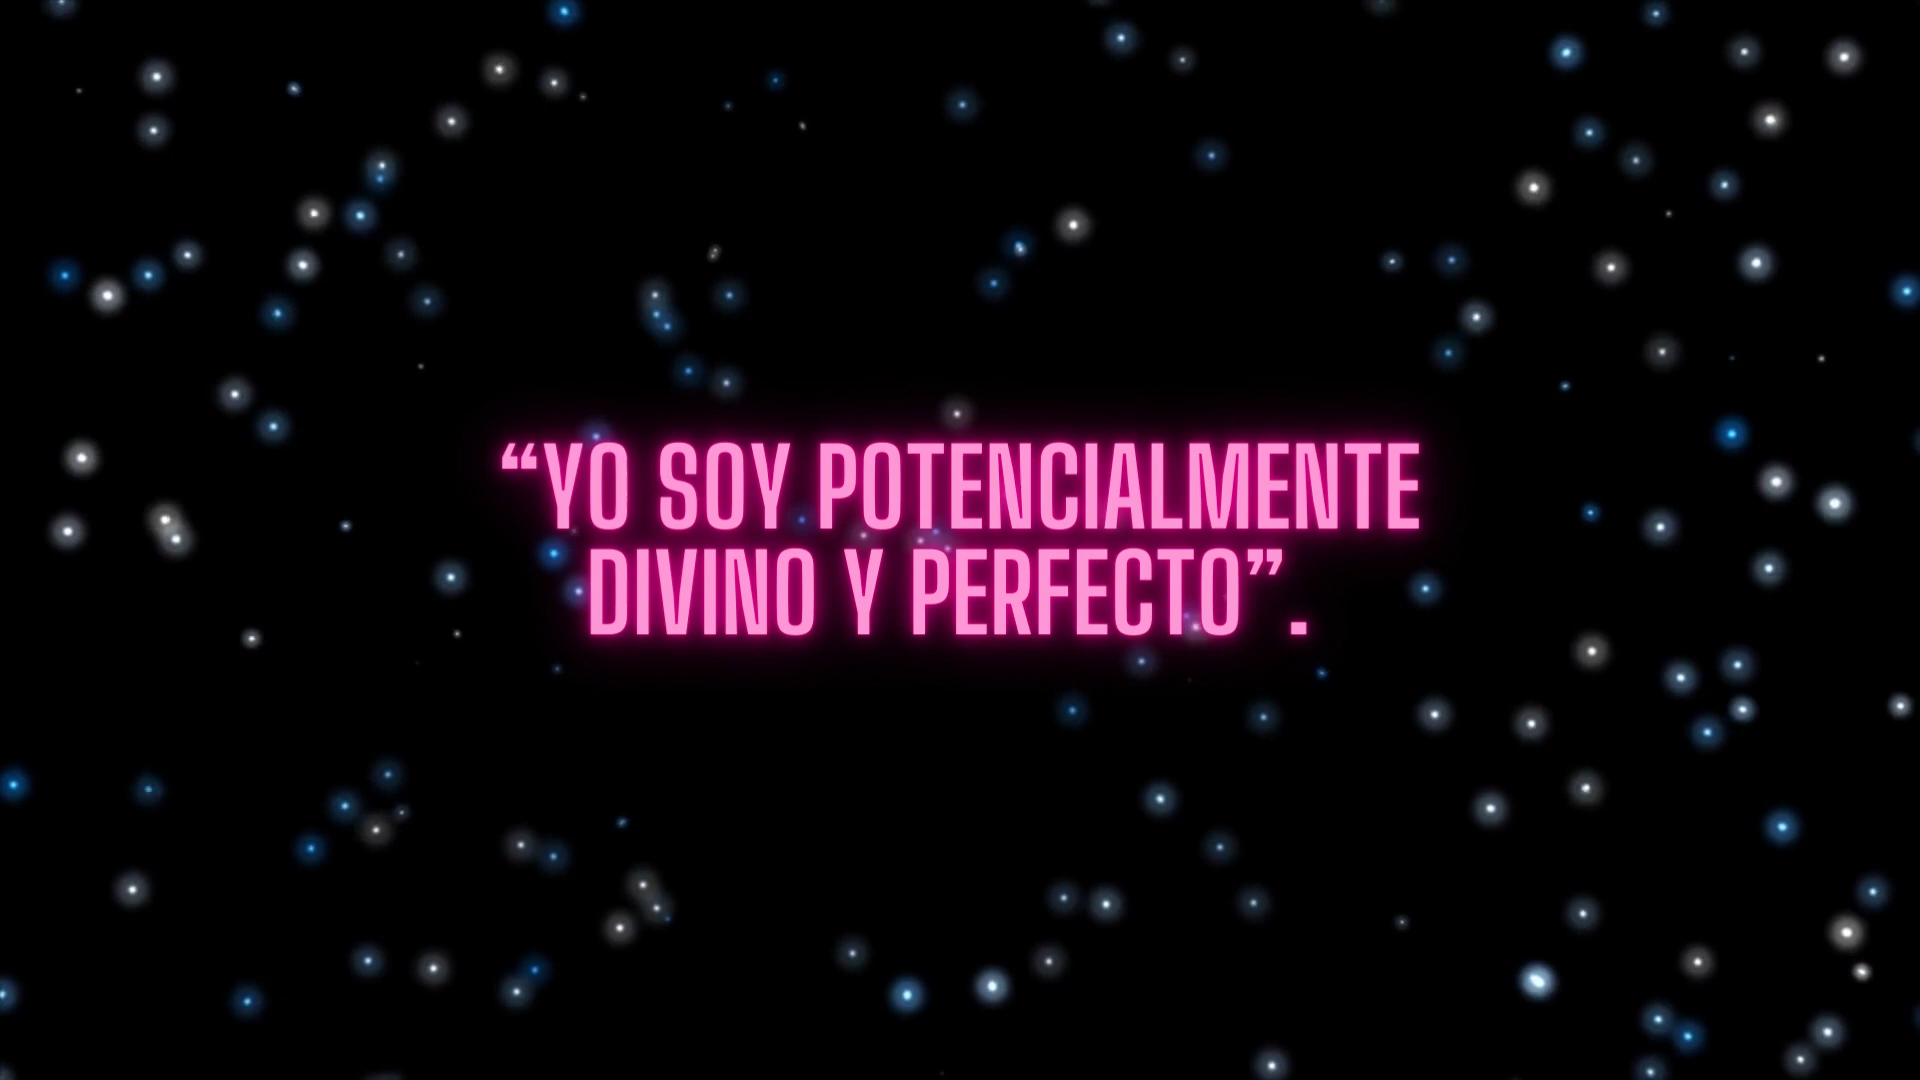 “YO SOY POTENCIALMENTE
DIVINO Y PERFECTO” .